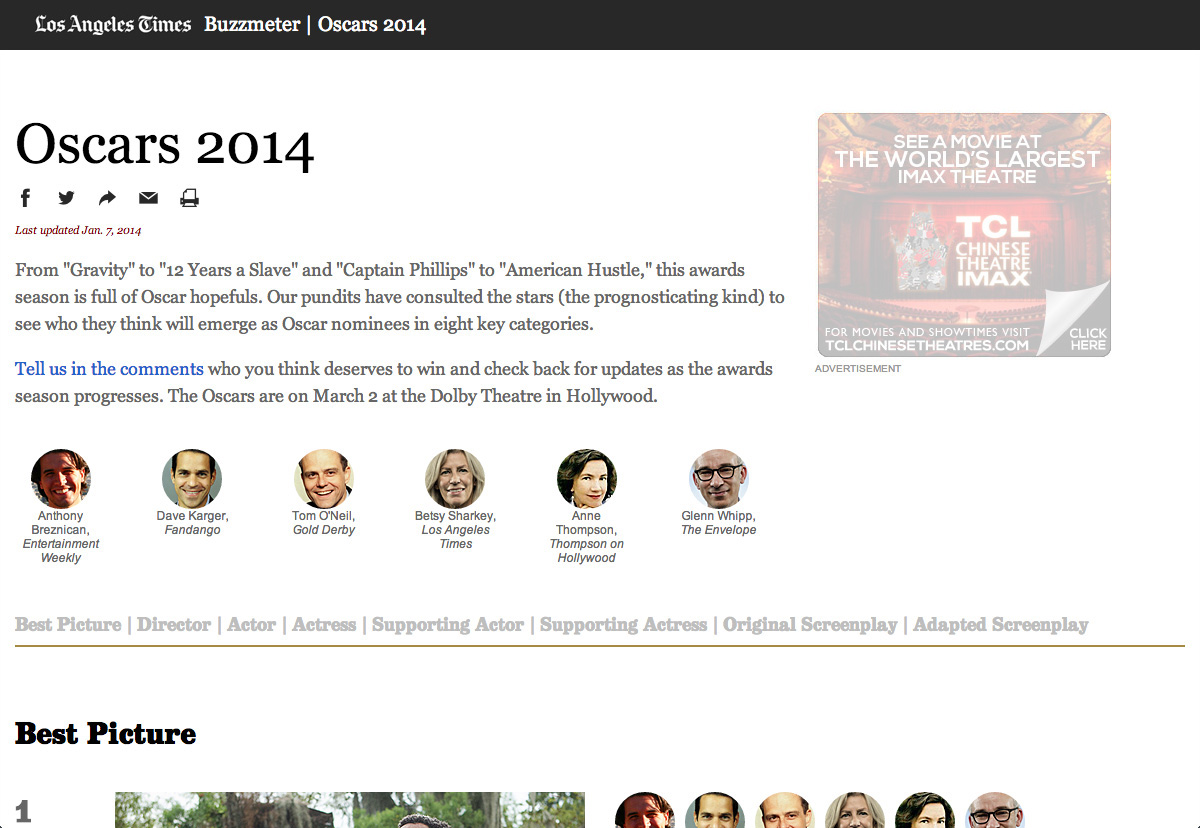 Los Angeles Times Buzzmeter | Oscars 2014
Oscars 2014
Last updated Jan. 7, 2014
From "Gravity" to "12 Years a Slave" and "Captain Phillips" to "American Hustle," this awards
season is full of Oscar hopefuls. Our pundits have consulted the stars (the prognosticating kind) to
see who they think will emerge as Oscar nominees in eight key categories.
Tell us in the comments who you think deserves to win and check back for updates as the awards
season progresses. The Oscars are on March 2 at the Dolby Theatre in Hollywood.
SEE A MOVIE AT
THE WORLD'S LARGEST
IMAX THEATRE
TCL
CHINESE
THEATRE
IMAX
FOR MOVIES AND SHOWTIMES VISIT
TCLCHINESETHEATRES.COM
CLICK
HERE
ADVERTISEMENT
Anthony
Breznican,
Entertainment
Weekly
Dave Karger,
Fandango
Tom O'Neil,
Gold Derby
Betsy Sharkey,
Los Angeles
Times
Anne
Thompson,
Thompson on
Hollywood
Glenn Whipp,
The Envelope
Best Picture | Director | Actor | Actress | Supporting Actor | Supporting Actress | Original Screenplay | Adapted Screenplay
Best Picture
1